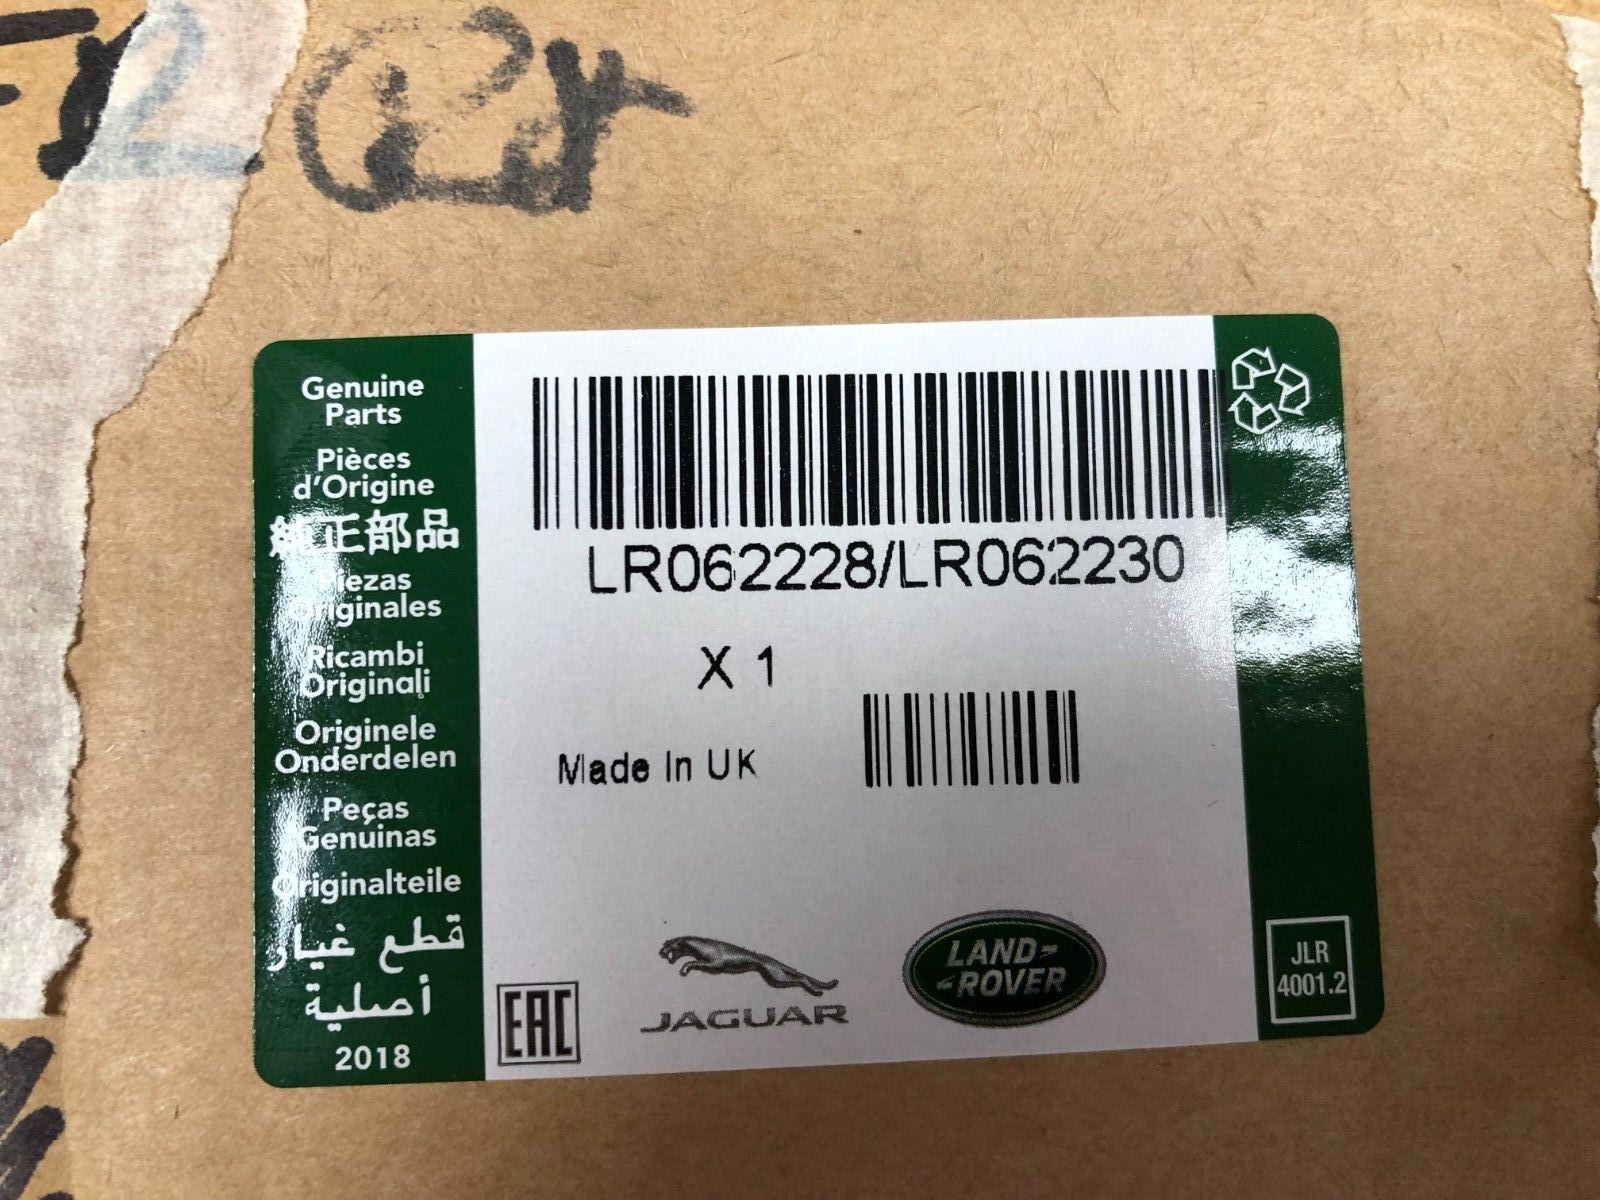 Genuine
Parts
Pièces
d'Origine
純正部品
Piezas
Originales
Ricambi
Originali
Originele
Onderdelen
Peças
Genuinas
Originalteile
قطع غيار
أصلية
2018
LR062228/LR062230
X 1
Made In UK
EAC
JAGUAR
LAND-
-ROVER
JLR
4001.2